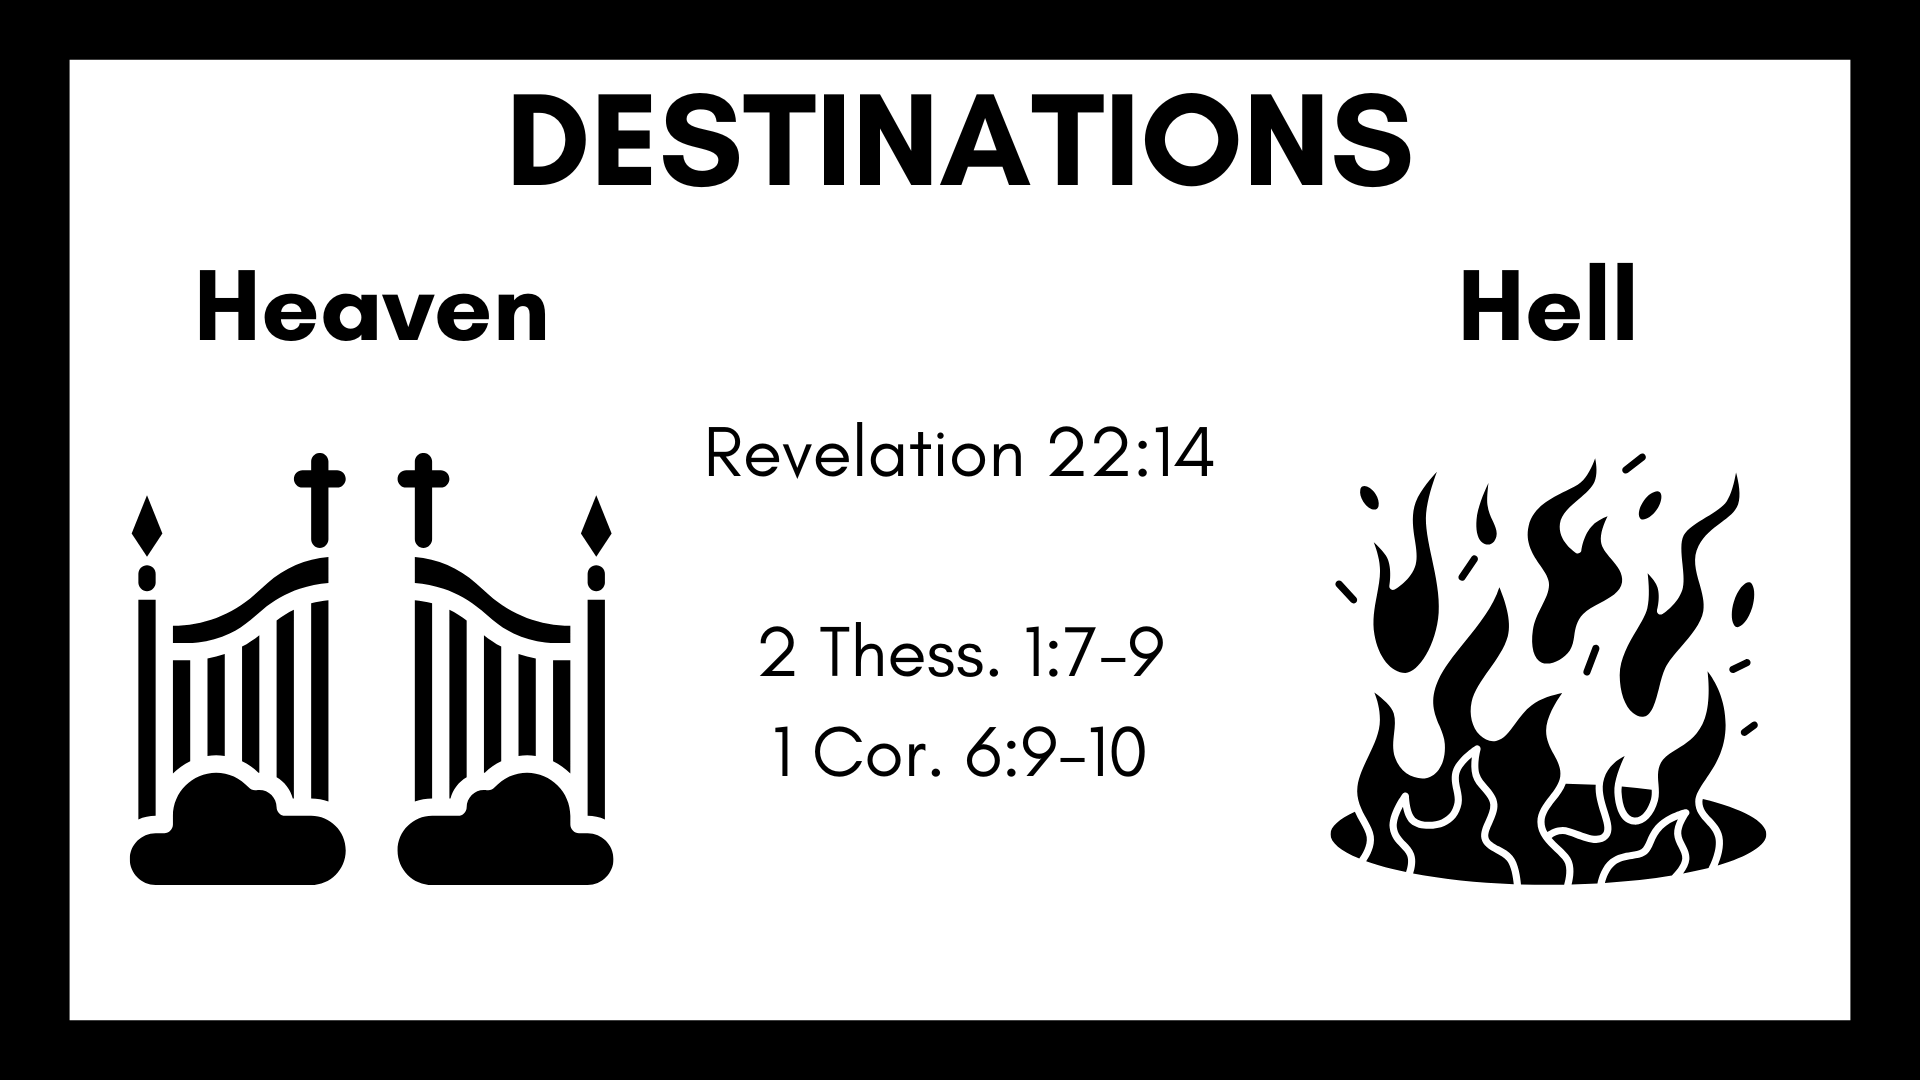 DESTINATIONS
Heaven
Hell
Revelation 22:14
2 Thess. 1:7–9
1 Cor. 6:9–10